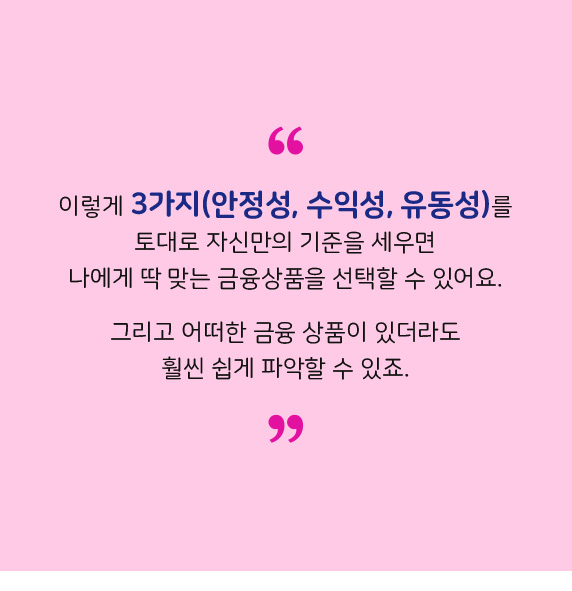 “
이렇게 3가지(안정성, 수익성, 유동성)를
토대로 자신만의 기준을 세우면
나에게 딱 맞는 금융상품을 선택할 수 있어요.
그리고 어떠한 금융 상품이 있더라도
훨씬 쉽게 파악할 수 있죠.
”